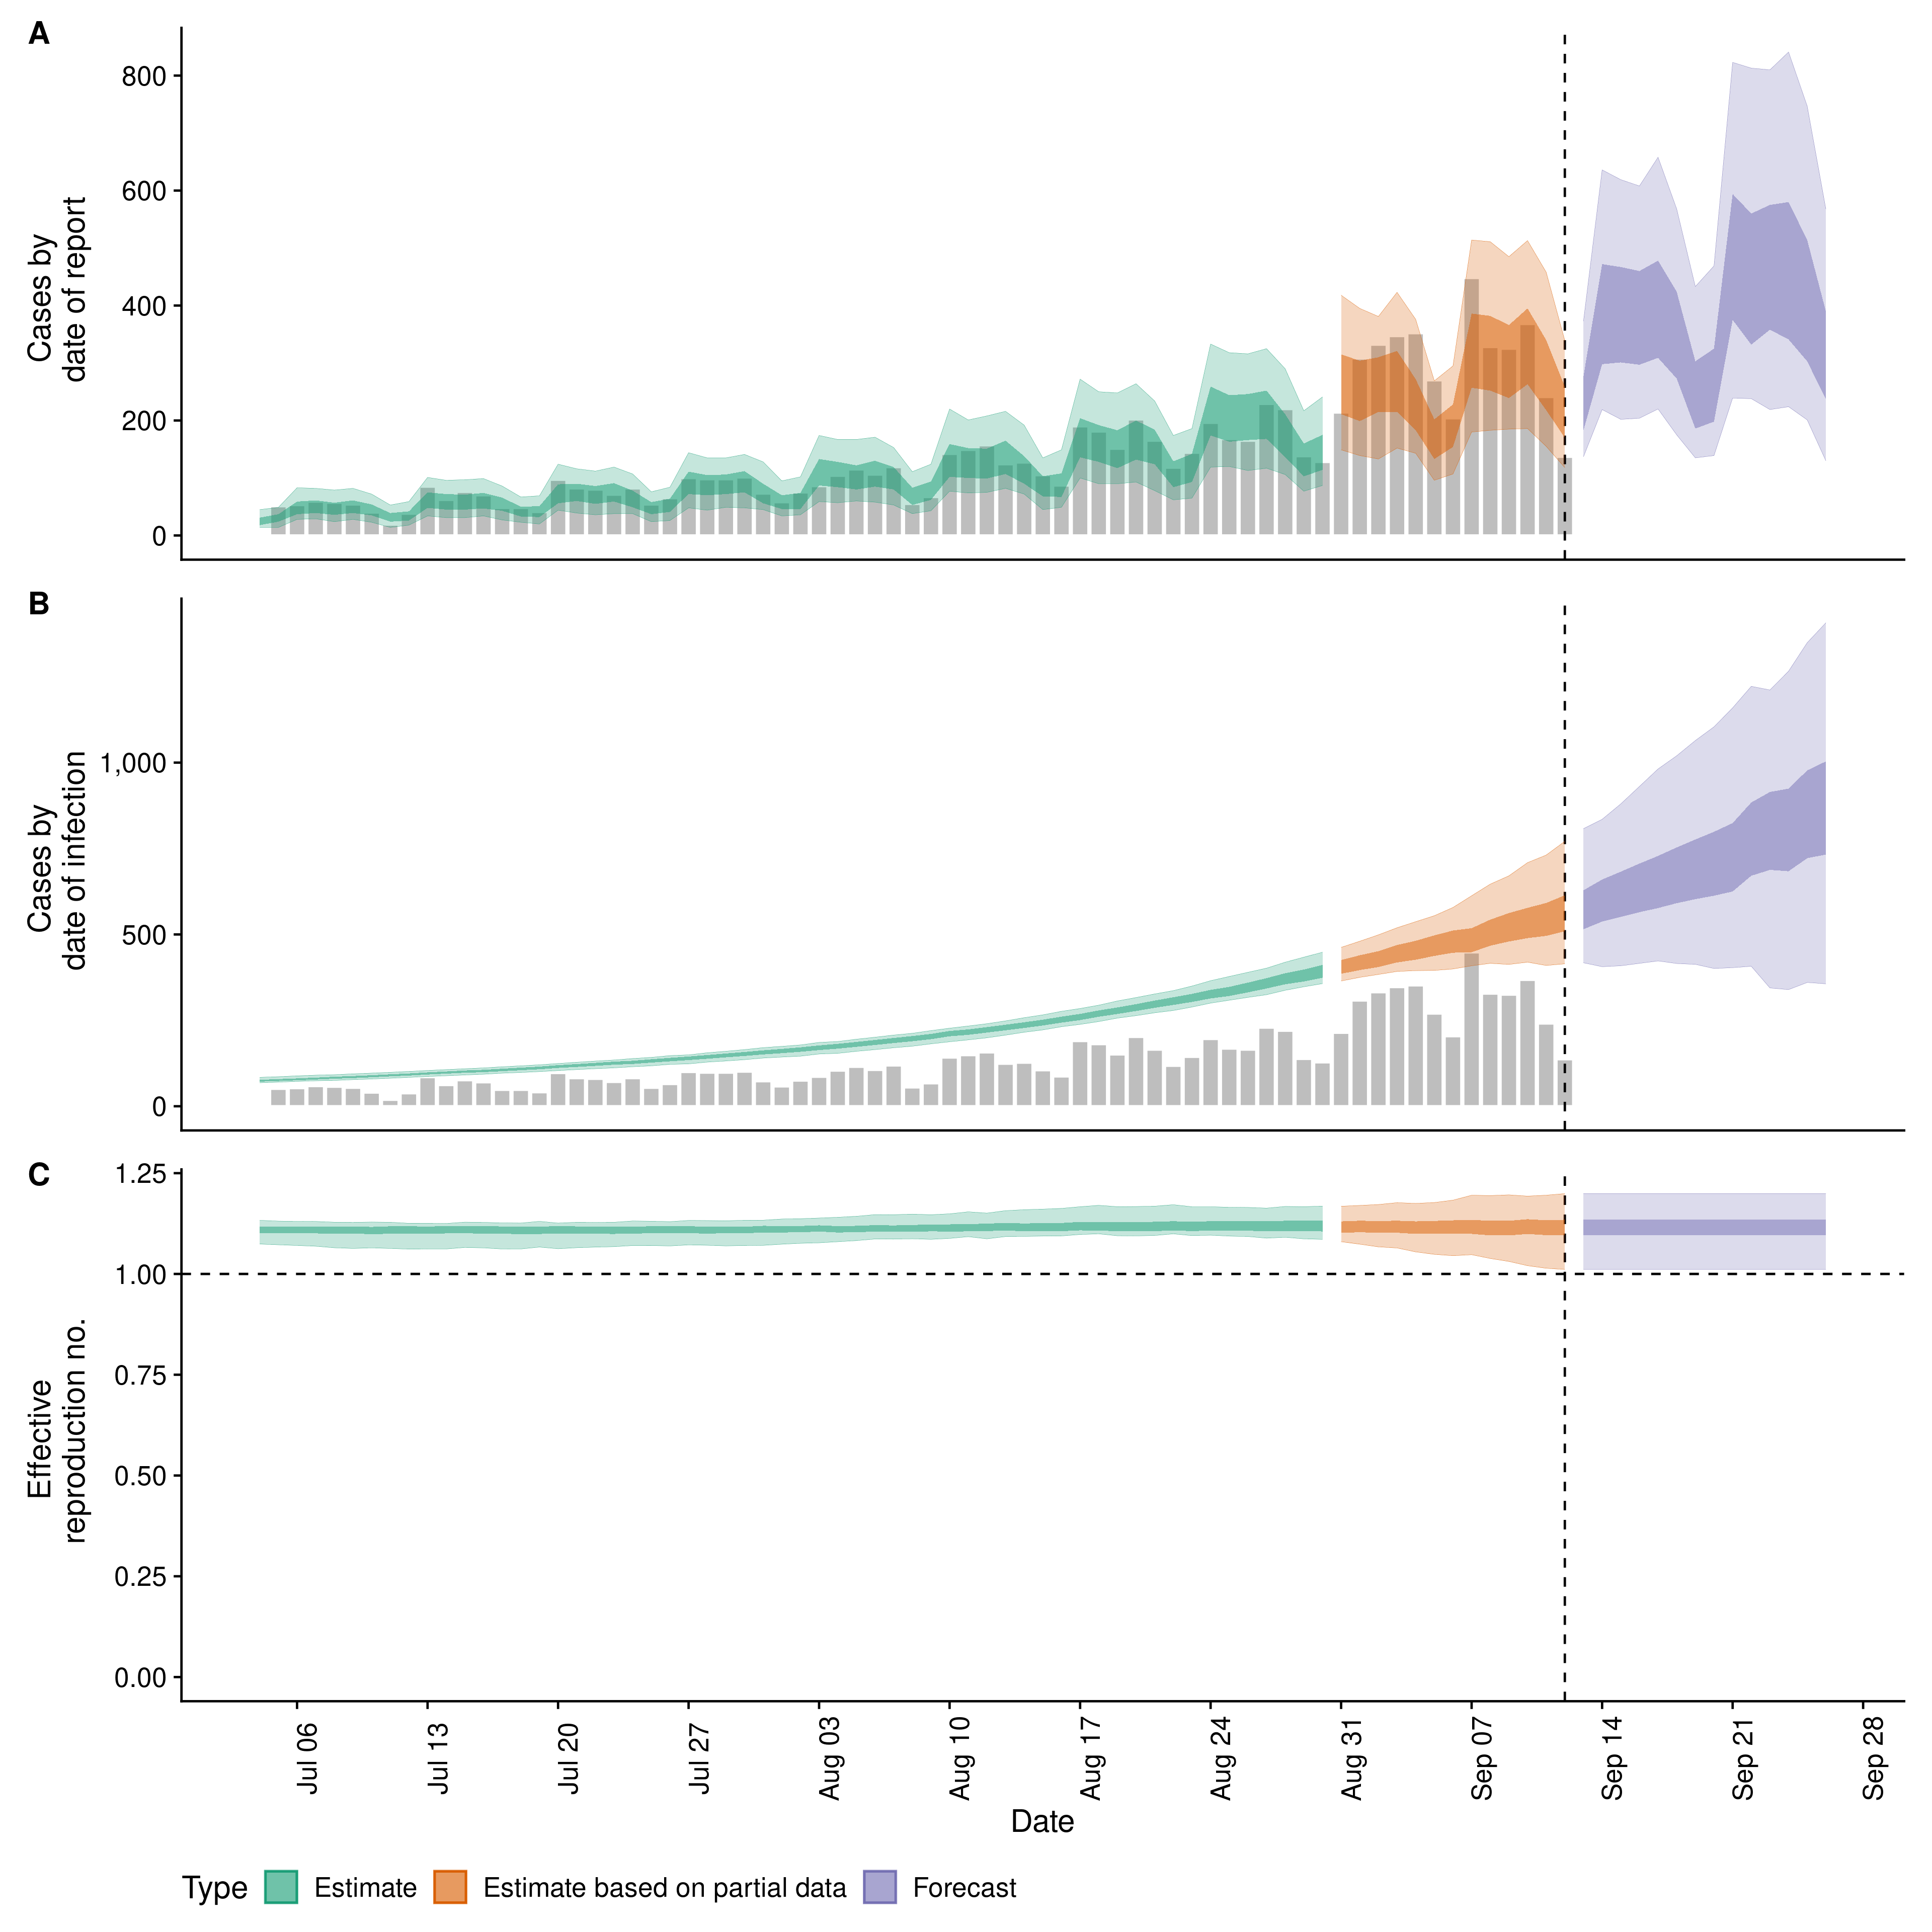 A
Cases by
date of report
800
600
400
200
0
B
Cases by
date of infection
1,000
500
0
C
Effective
reproduction no.
1.25
1.00
0.75
0.50
0.25
0.00
Jul 06
Jul 13
Jul 20
Jul 27
Aug 03
Aug 10
Aug 17
Aug 24
Aug 31
Sep 07
Sep 14
Sep 21
Sep 28
Date
Type Estimate Estimate based on partial data Forecast